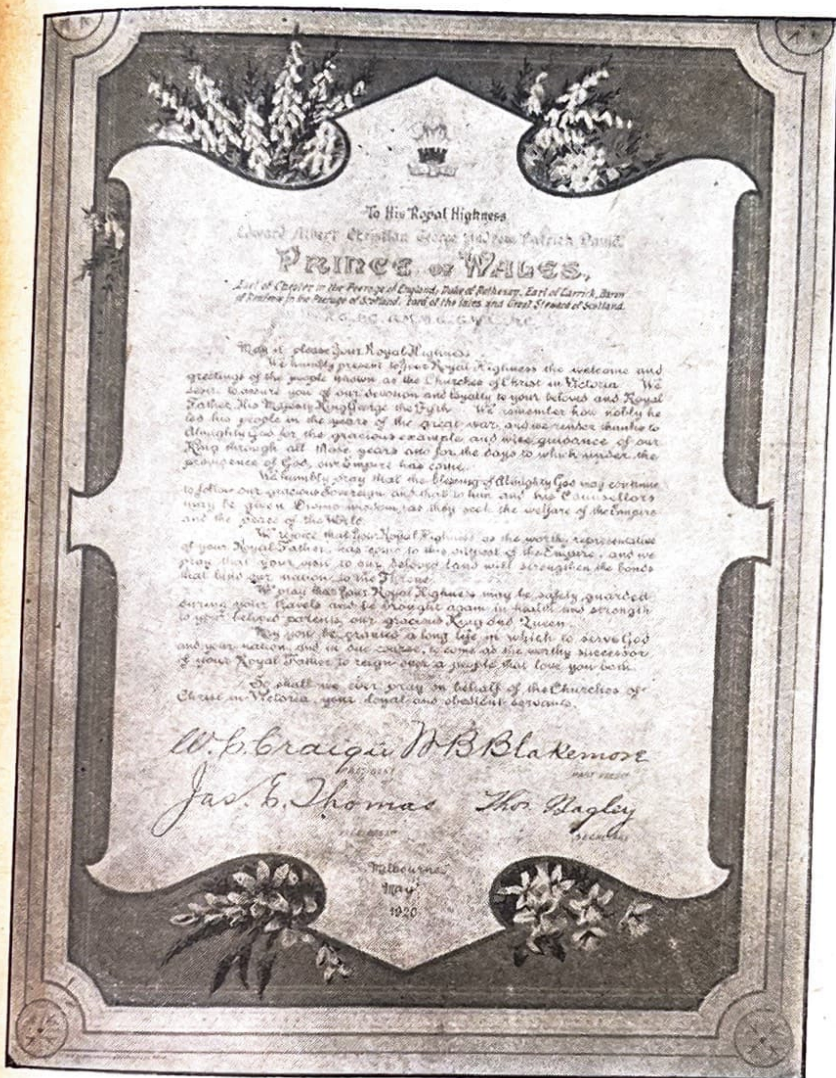 To His Royal Highness
Edward Albert Christian George Andrew Patrick David
PRINCE OF WALES,
Earl of Chester in the Peerage of England, Duke of Rothesay, Earl of Carrick, Baron
of Renfrew in the Peerage of Scotland, Lord of the Isles and Great Steward of Scotland.
May it please Your Royal Highness
We humbly present to Your Royal Highness the welcome and
greetings of the people known as the Churches of Christ in Victoria. We
desire to assure you of our devotion and loyalty to your beloved and Royal
Father, His Majesty King George the Fifth. We remember how nobly he
led his people in the years of the great war, and we render thanks to
Almighty God for the gracious example and wise guidance of our
King through all those years and for the days to which under the
providence of God, our Empire has come.
We humbly pray that the blessing of Almighty God may continue
to follow our gracious Sovereign and that to him and his Counsellors
may be given Divine wisdom, as they seek the welfare of the Empire
and the peace of the World.
We rejoice that Your Royal Highness as the worthy representative
of your Royal Father, has come to this outpost of the Empire, and we
pray that your visit to our beloved land will strengthen the bonds
that bind our nation to the Throne.
We pray that Your Royal Highness may be safely guarded
during your travels and be brought again in health and strength
to your beloved parents, our gracious King and Queen.
May you be granted a long life in which to serve God
and your nation, and in due course, to come as the worthy successor
of your Royal Father to reign over a people that love you both.
So shall we ever pray on behalf of the Churches of
Christ in Victoria, your loyal and obedient servants.
W. C. Craigie W B Blakemore
PRESIDENT
Jas. E. Thomas Thos. Hagley
SECRETARY
Melbourne,
May
1920